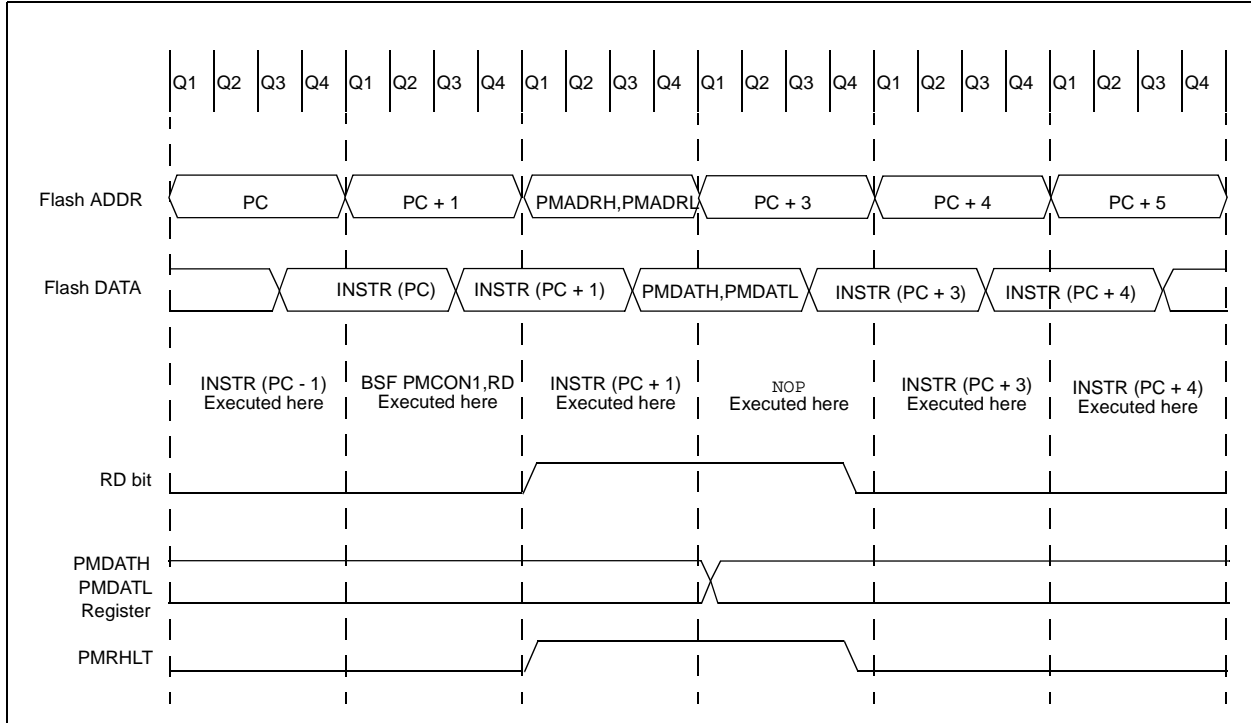 Q1 Q2 Q3 Q4 Q1 Q2 Q3 Q4 Q1 Q2 Q3 Q4 Q1 Q2 Q3 Q4 Q1 Q2 Q3 Q4 Q1 Q2 Q3 Q4
Flash ADDR PC PC + 1 PMADRH,PMADRL PC + 3 PC + 4 PC + 5
Flash DATA INSTR (PC) INSTR (PC + 1) PMDATH,PMDATL INSTR (PC + 3) INSTR (PC + 4)
INSTR (PC - 1) BSF PMCON1,RD INSTR (PC + 1) NOP INSTR (PC + 3) INSTR (PC + 4)
Executed here Executed here Executed here Executed here Executed here Executed here
RD bit
PMDATH
PMDATL
Register
PMRHLT